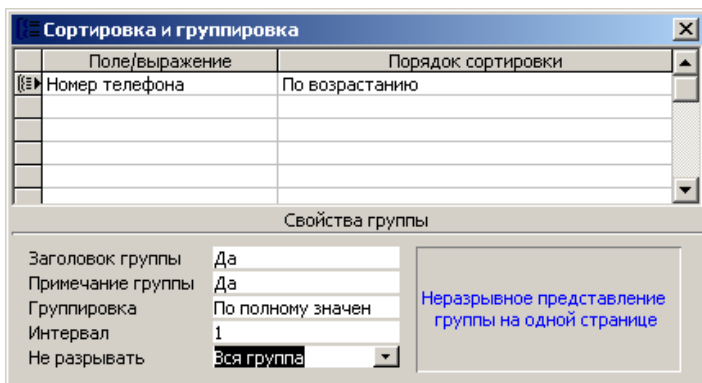 Сортировка и группировка
Поле/выражение Порядок сортировки
Номер телефона По возрастанию
Свойства группы
Заголовок группы Да
Примечание группы Да
Группировка По полному значен
Интервал 1
Не разрывать Вся группа
Неразрывное представление
группы на одной странице